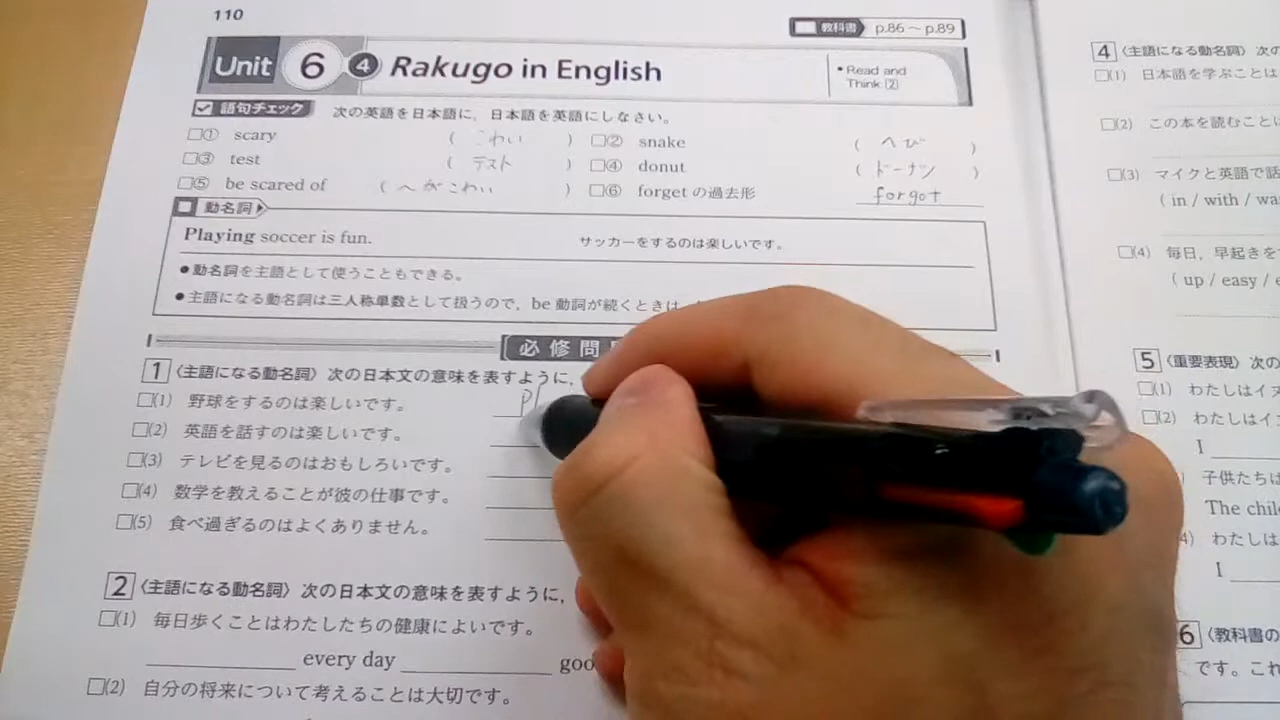 110
教科書 p.86～p.89
Unit 6 4 Rakugo in English
• Read and
Think [2]
語句チェック 次の英語を日本語に，日本語を英語にしなさい。
□① scary ( こわい ) □② snake ( へび )
□③ test ( テスト ) □④ donut ( ドーナツ )
□⑤ be scared of ( へがこわい ) □⑥ forgetの過去形 forgot
動名詞
Playing soccer is fun. サッカーをするのは楽しいです。
●動名詞を主語として使うこともできる。
●主語になる動名詞は三人称単数として扱うので，be動詞が続くときは
必修問
1 〈主語になる動名詞〉次の日本文の意味を表すように，
□(1) 野球をするのは楽しいです。 Pl
□(2) 英語を話すのは楽しいです。
□(3) テレビを見るのはおもしろいです。
□(4) 数学を教えることが彼の仕事です。
□(5) 食べ過ぎるのはよくありません。
2 〈主語になる動名詞〉次の日本文の意味を表すように，
□(1) 毎日歩くことはわたしたちの健康によいです。
every day goo
□(2) 自分の将来について考えることは大切です。
4 〈主語になる動名詞〉次の
□(1) 日本語を学ぶことは
□(2) この本を読むことに
□(3) マイクと英語で話
( in / with / wa
□(4) 毎日，早起きを
( up / easy /
5 〈重要表現〉次の
□(1) わたしはイヌ
□(2) わたしは
I
子供たちは
The chil
4) わたしは
I
6 〈教科書の
です。これ